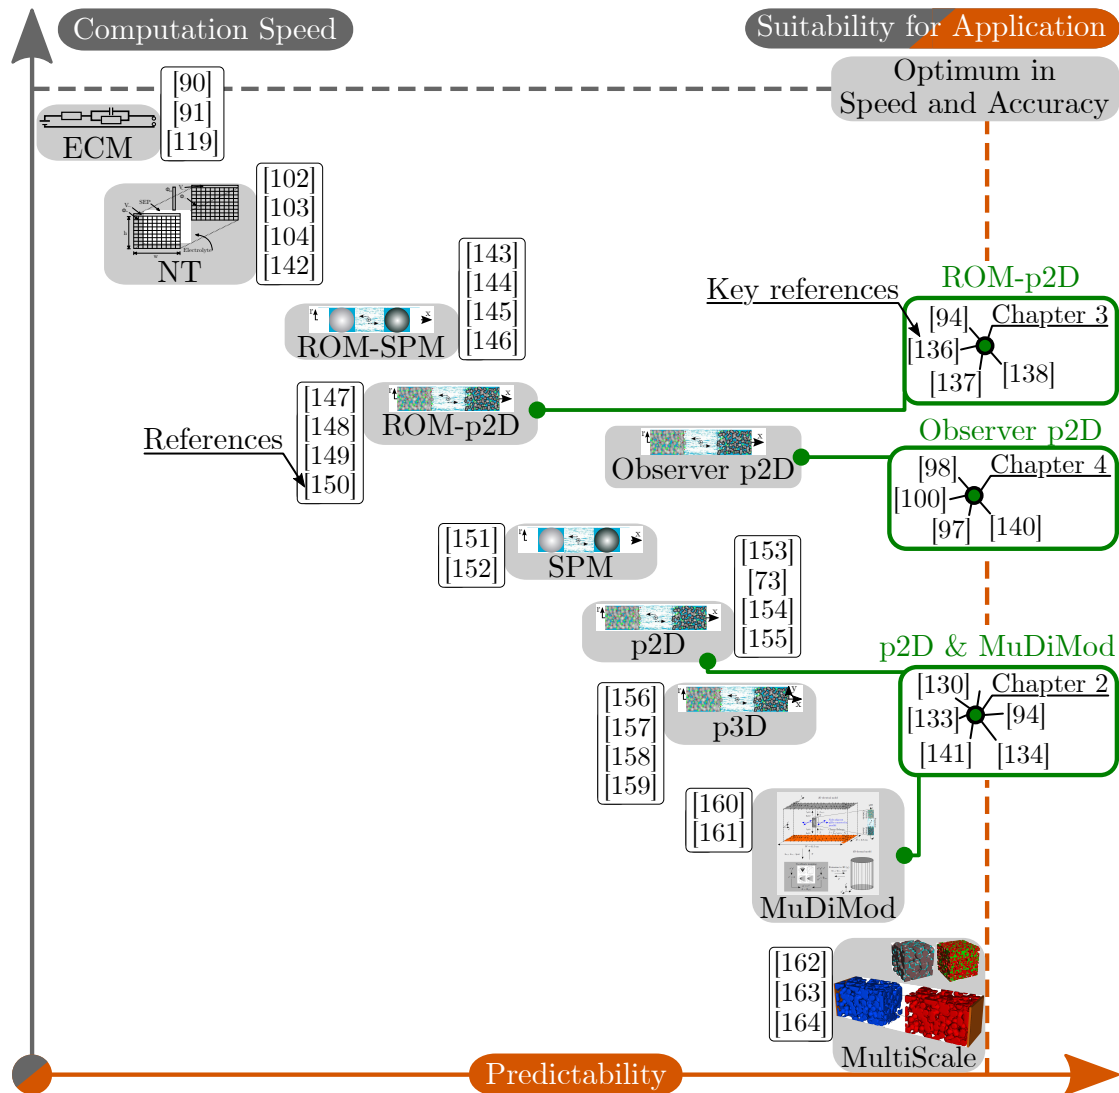 Computation Speed
Suitability for Application
Optimum in
Speed and Accuracy
[90]
[91]
[119]
ECM
[102]
[103]
[104]
[142]
SEP
Electrolyte
h
w
NT
[143]
[144]
[145]
[146]
r
x
ROM-SPM
Key references
ROM-p2D
[94]
Chapter 3
[136]
[137]
[138]
[147]
[148]
[149]
[150]
References
r
x
ROM-p2D
r
x
Observer p2D
Observer p2D
[98]
Chapter 4
[100]
[97]
[140]
[151]
[152]
r
x
SPM
[153]
[73]
[154]
[155]
r
x
p2D
p2D & MuDiMod
[130]
Chapter 2
[133]
[94]
[141]
[134]
[156]
[157]
[158]
[159]
r
y
x
p3D
[160]
[161]
MuDiMod
[162]
[163]
[164]
MultiScale
Predictability